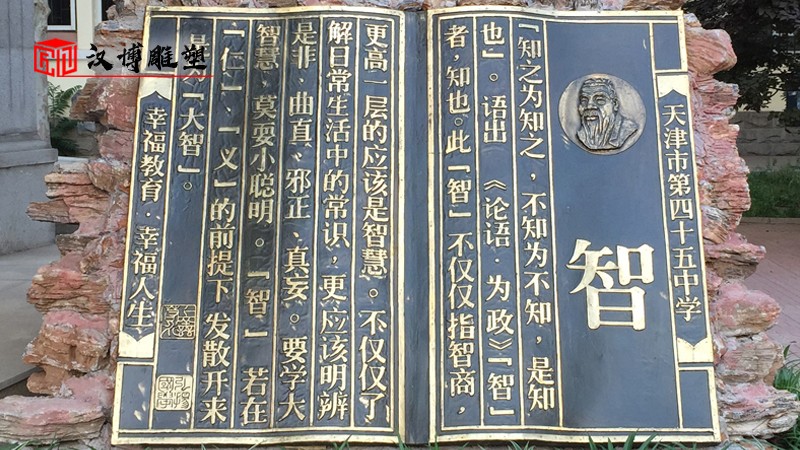 汉博雕塑
天津市第四十五中学
智
「知之为知之，不知为不知，是知
也」。语出《论语·为政》「智」
者，知也。此「智」不仅仅指智商，
更高一层的应该是智慧。不仅仅了
解日常生活中的常识，更应该明辨
是非、曲直、邪正、真妄。要学大
智慧、莫耍小聪明。「智」若在
「仁」、「义」的前提下发散开来
是「大智」。
幸福教育·幸福人生